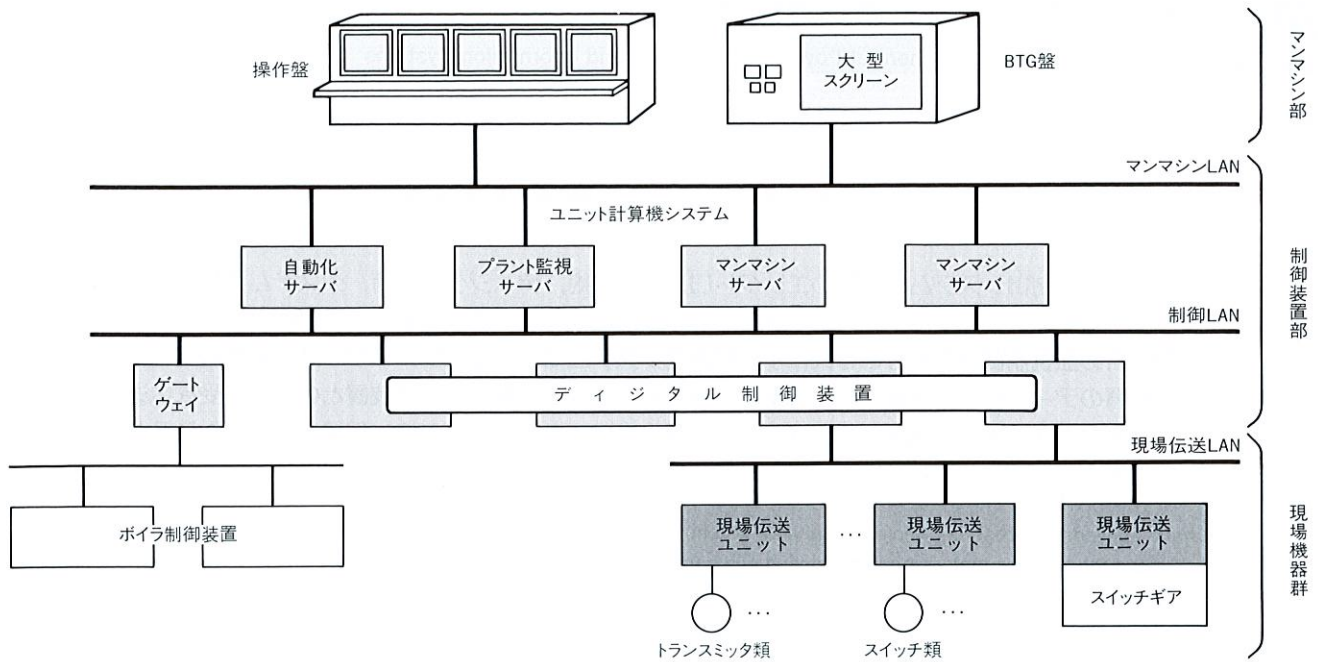 操作盤
大型
スクリーン
BTG盤
マンマシン部
マンマシンLAN
ユニット計算機システム
自動化
サーバ
プラント監視
サーバ
マンマシン
サーバ
マンマシン
サーバ
制御装置部
制御LAN
ゲート
ウェイ
ディジタル制御装置
現場伝送LAN
ボイラ制御装置
現場伝送
ユニット
…
現場伝送
ユニット
現場伝送
ユニット
スイッチギア
現場機器群
…
…
トランスミッタ類
スイッチ類